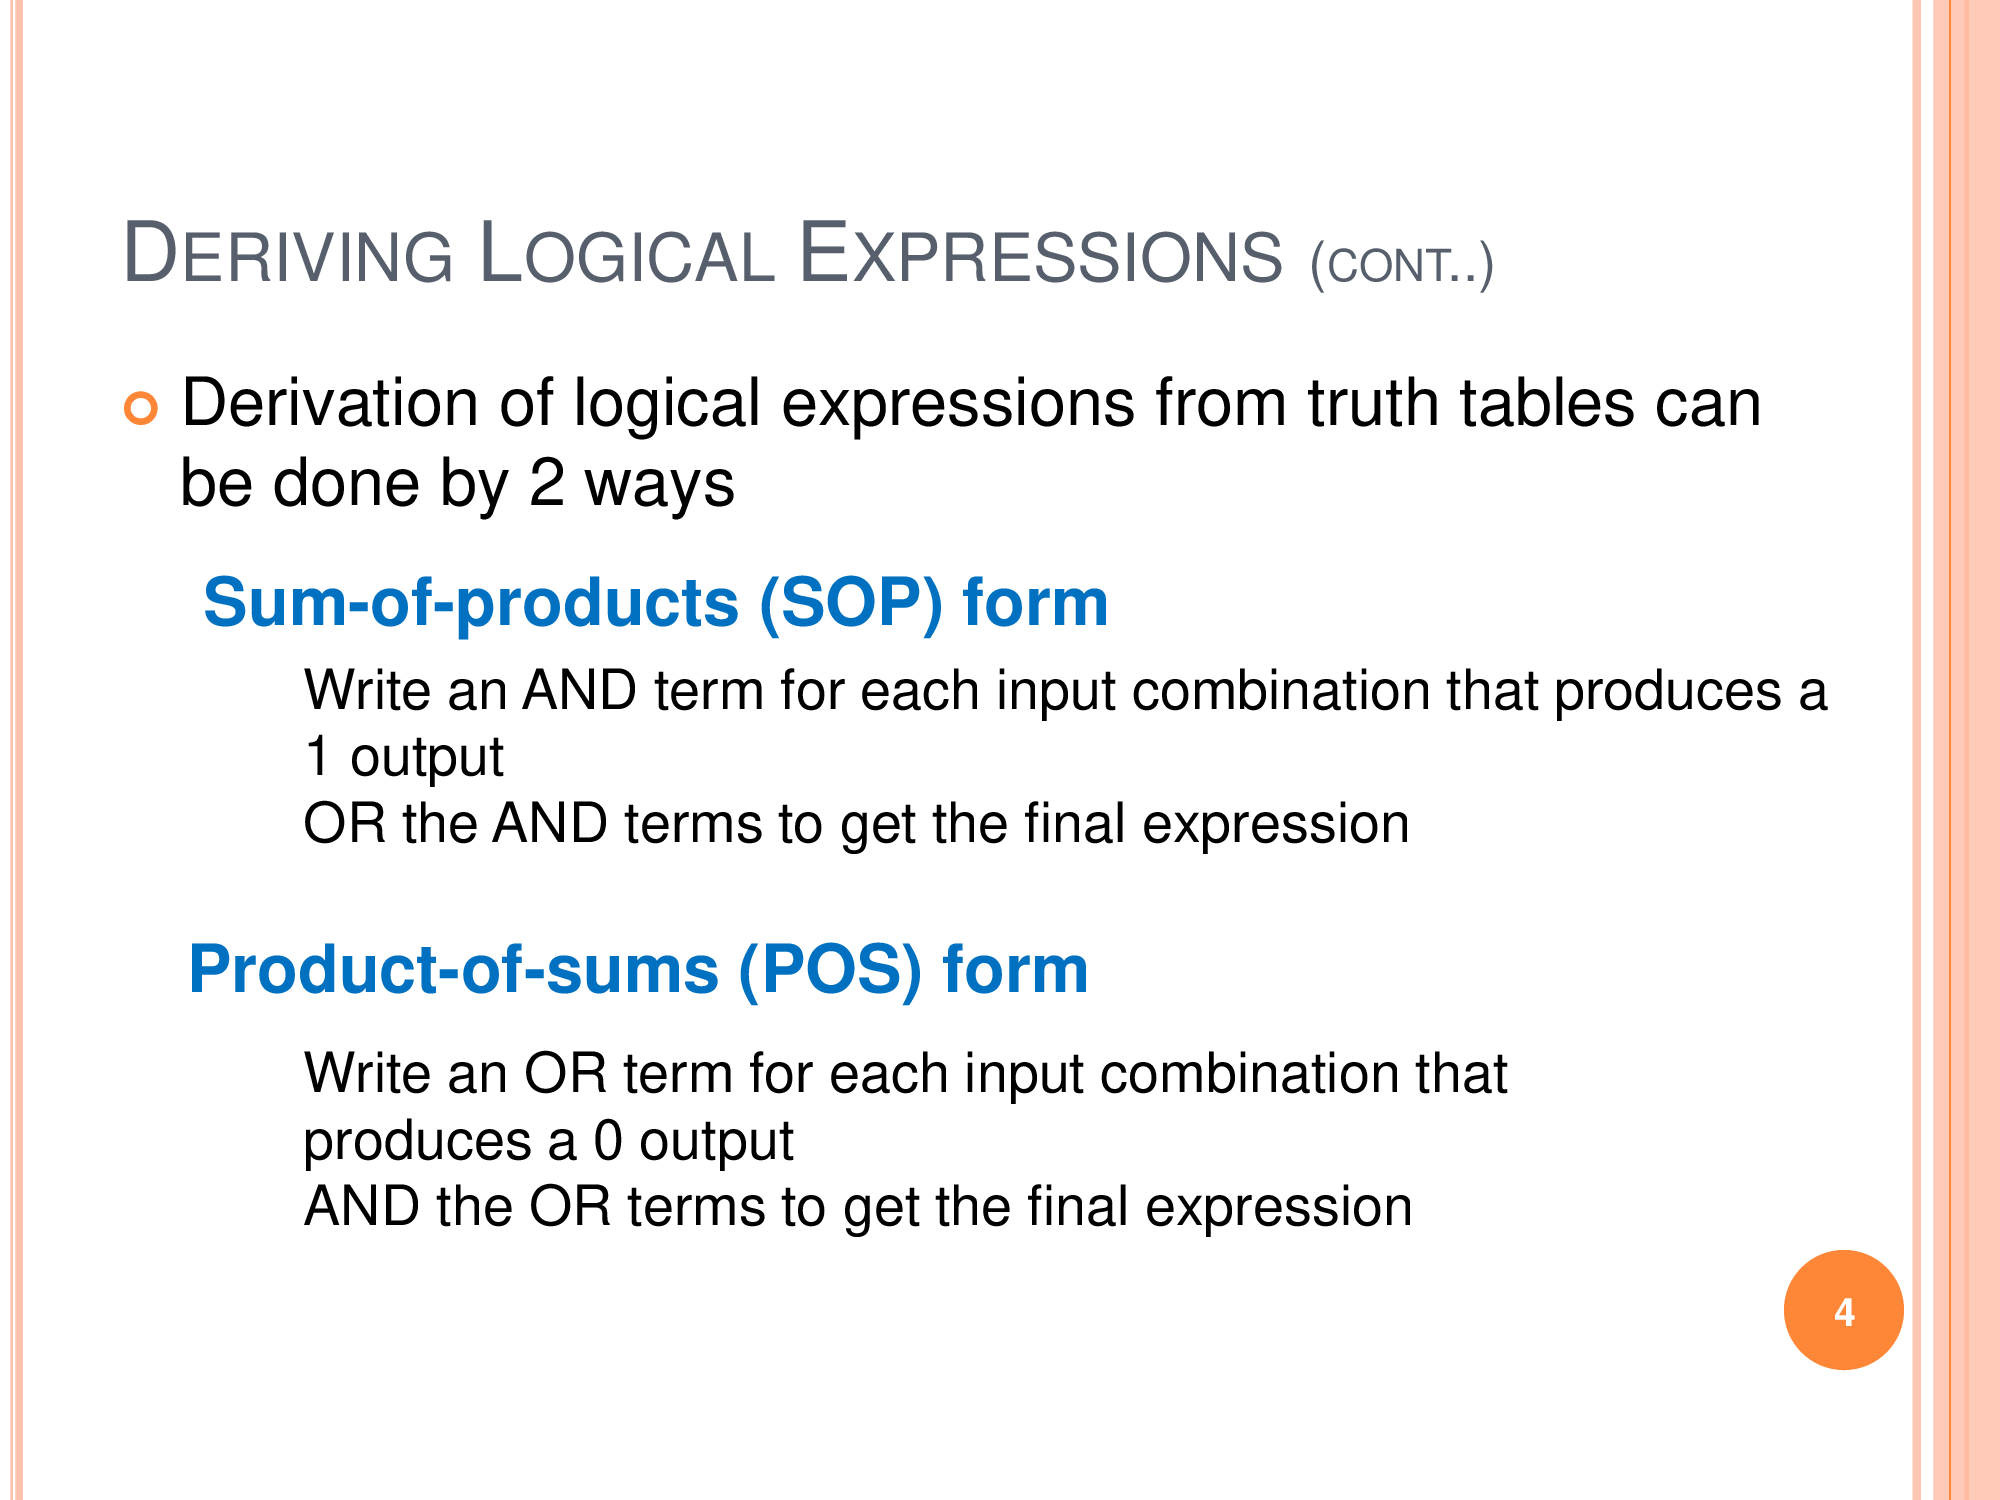 DERIVING LOGICAL EXPRESSIONS (CONT..)
Derivation of logical expressions from truth tables can
be done by 2 ways
Sum-of-products (SOP) form
Write an AND term for each input combination that produces a
1 output
OR the AND terms to get the final expression
Product-of-sums (POS) form
Write an OR term for each input combination that
produces a 0 output
AND the OR terms to get the final expression
4